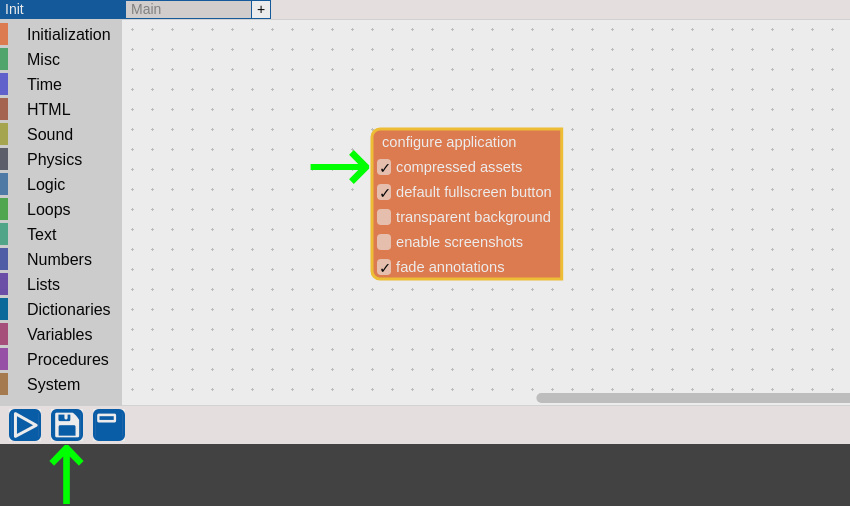 Init
Main
+
Initialization
Misc
Time
HTML
Sound
Physics
Logic
Loops
Text
Numbers
Lists
Dictionaries
Variables
Procedures
System
configure application
compressed assets
default fullscreen button
transparent background
enable screenshots
fade annotations